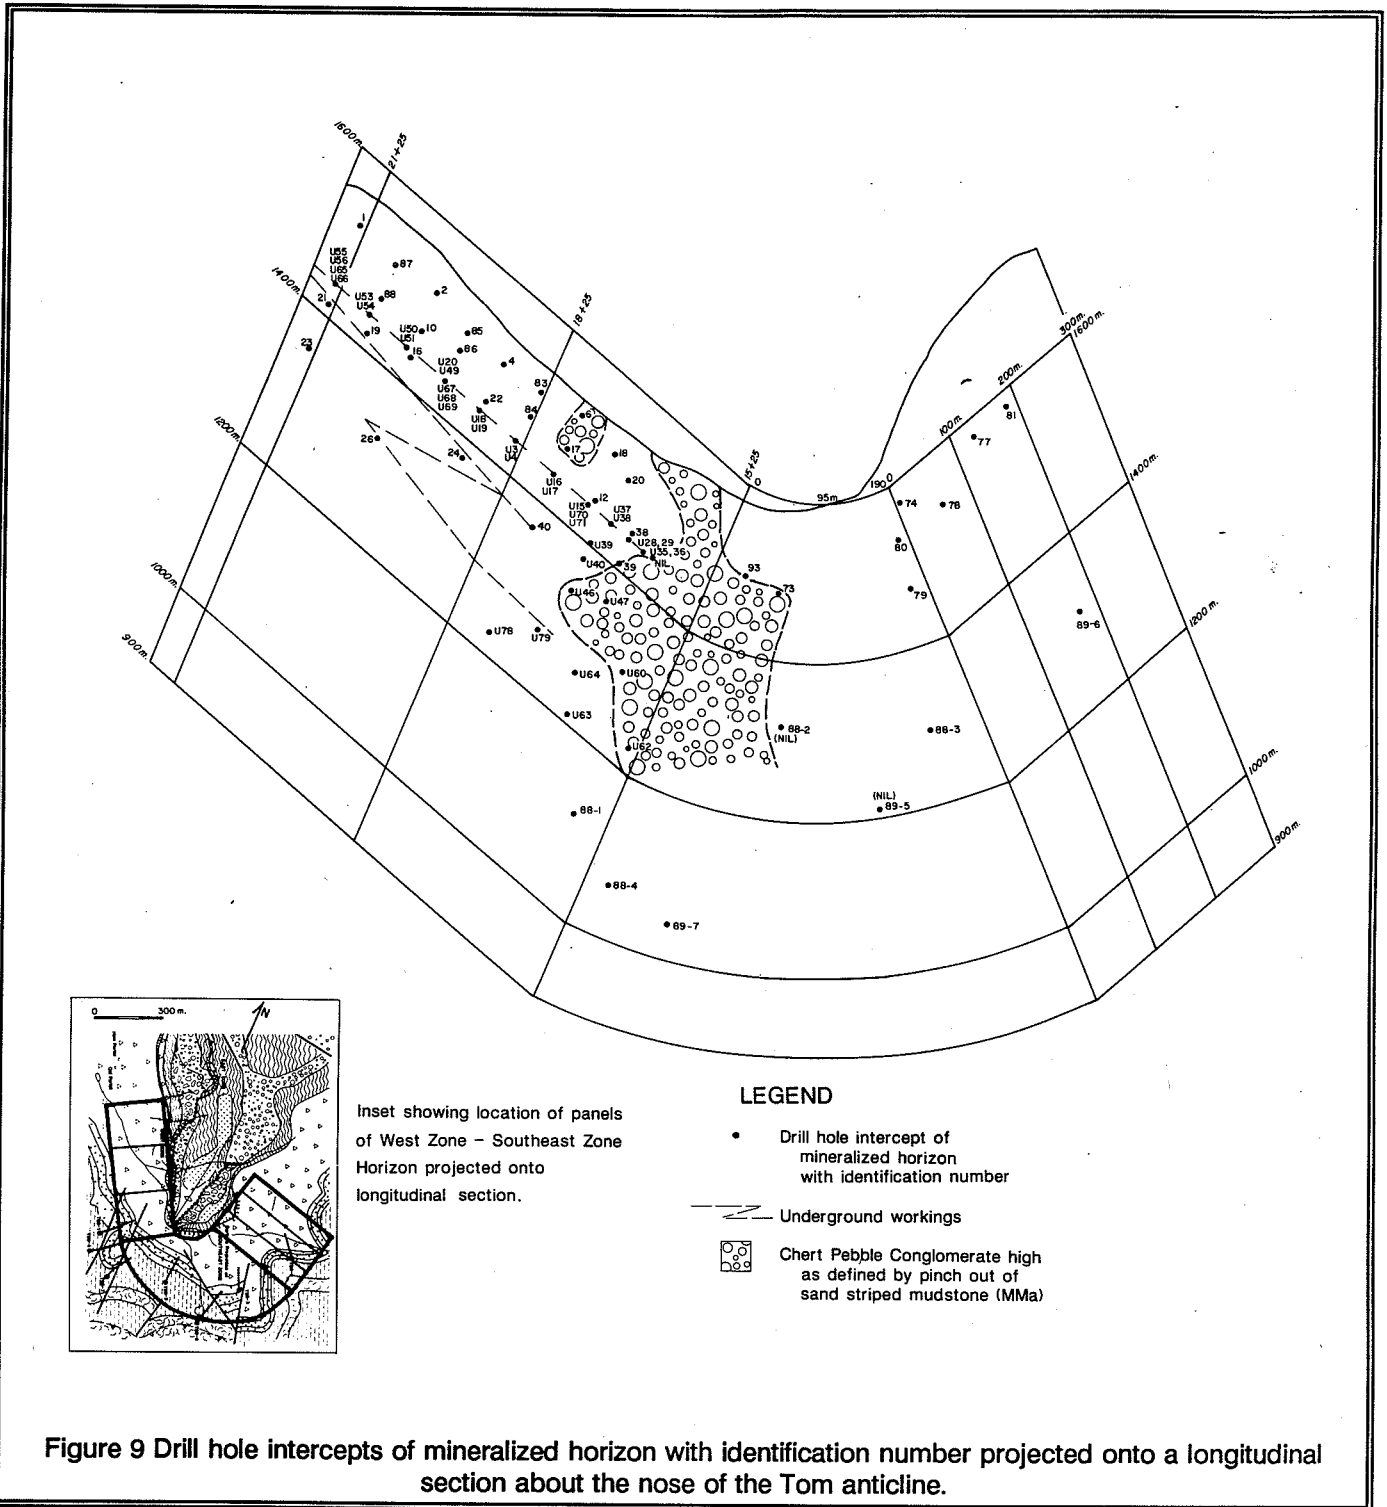 1600m.
21+25
1
U55
U56
U65
U66
87
1400m.
21
U53
U54
88
2
19
U50
U51
10
85
16
86
23
U20
U49
4
18+25
U67
U68
U69
22
83
U18
U19
84
6
1200m.
26
24
U3
U4
17
18
U16
U17
20
15+25
0
95m
190
0
100m.
200m.
300m.
1600m.
81
77
1400m.
12
U15
U70
U71
U37
U38
74
78
40
38
U28,29
U39
U35,36
NIL
80
U40
39
93
1000m.
U46
U47
73
79
89-6
1200m.
900m.
U78
U79
U64
U60
U63
88-2
(NIL)
88-3
U62
1000m.
(NIL)
89-5
88-1
900m.
88-4
89-7
0 300m.
N
Inset showing location of panels
of West Zone - Southeast Zone
Horizon projected onto
longitudinal section.
LEGEND
Drill hole intercept of
mineralized horizon
with identification number
Underground workings
Chert Pebble Conglomerate high
as defined by pinch out of
sand striped mudstone (MMa)
Figure 9 Drill hole intercepts of mineralized horizon with identification number projected onto a longitudinal
section about the nose of the Tom anticline.